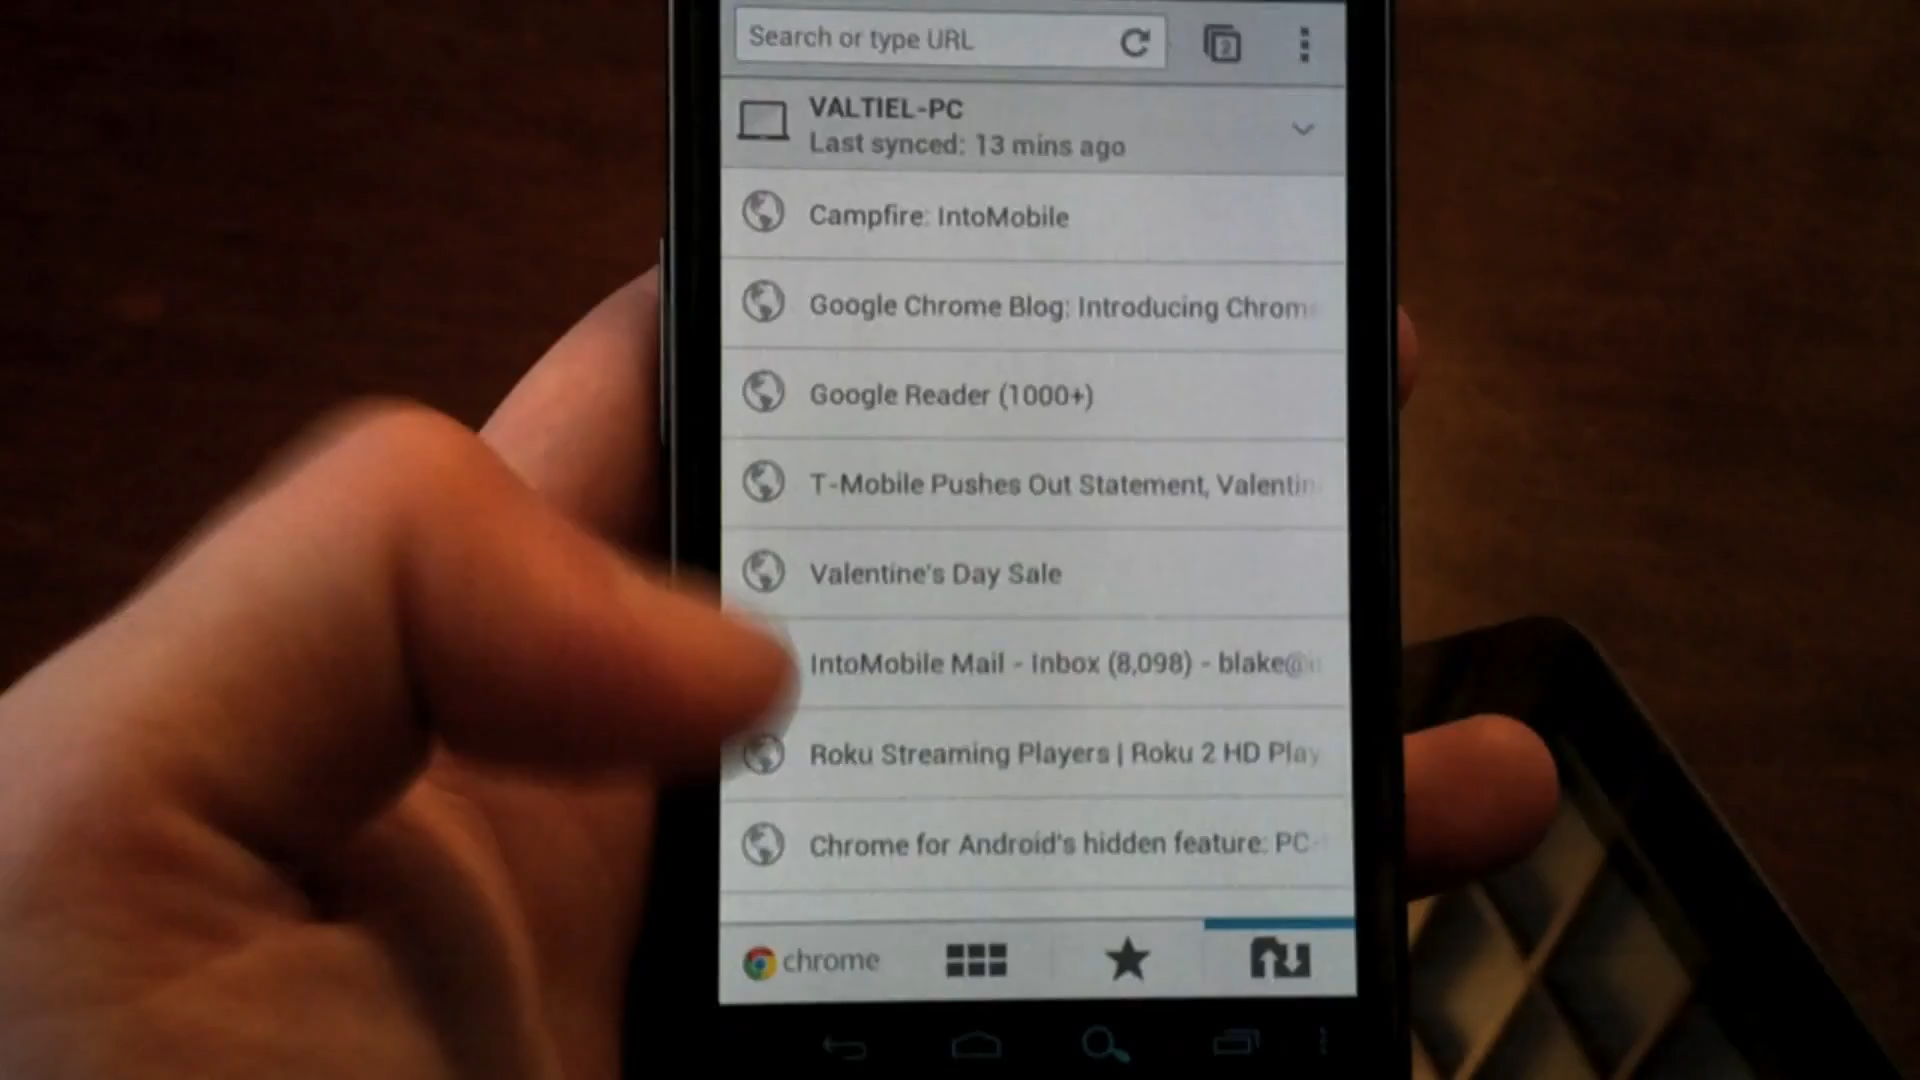 Search or type URL
2
VALTIEL-PC
Last synced: 13 mins ago
Campfire: IntoMobile
Google Chrome Blog: Introducing Chrome
Google Reader (1000+)
T-Mobile Pushes Out Statement, Valentin
Valentine's Day Sale
IntoMobile Mail - Inbox (8,098) - blake@
Roku Streaming Players | Roku 2 HD Play
Chrome for Android's hidden feature: PC-
chrome